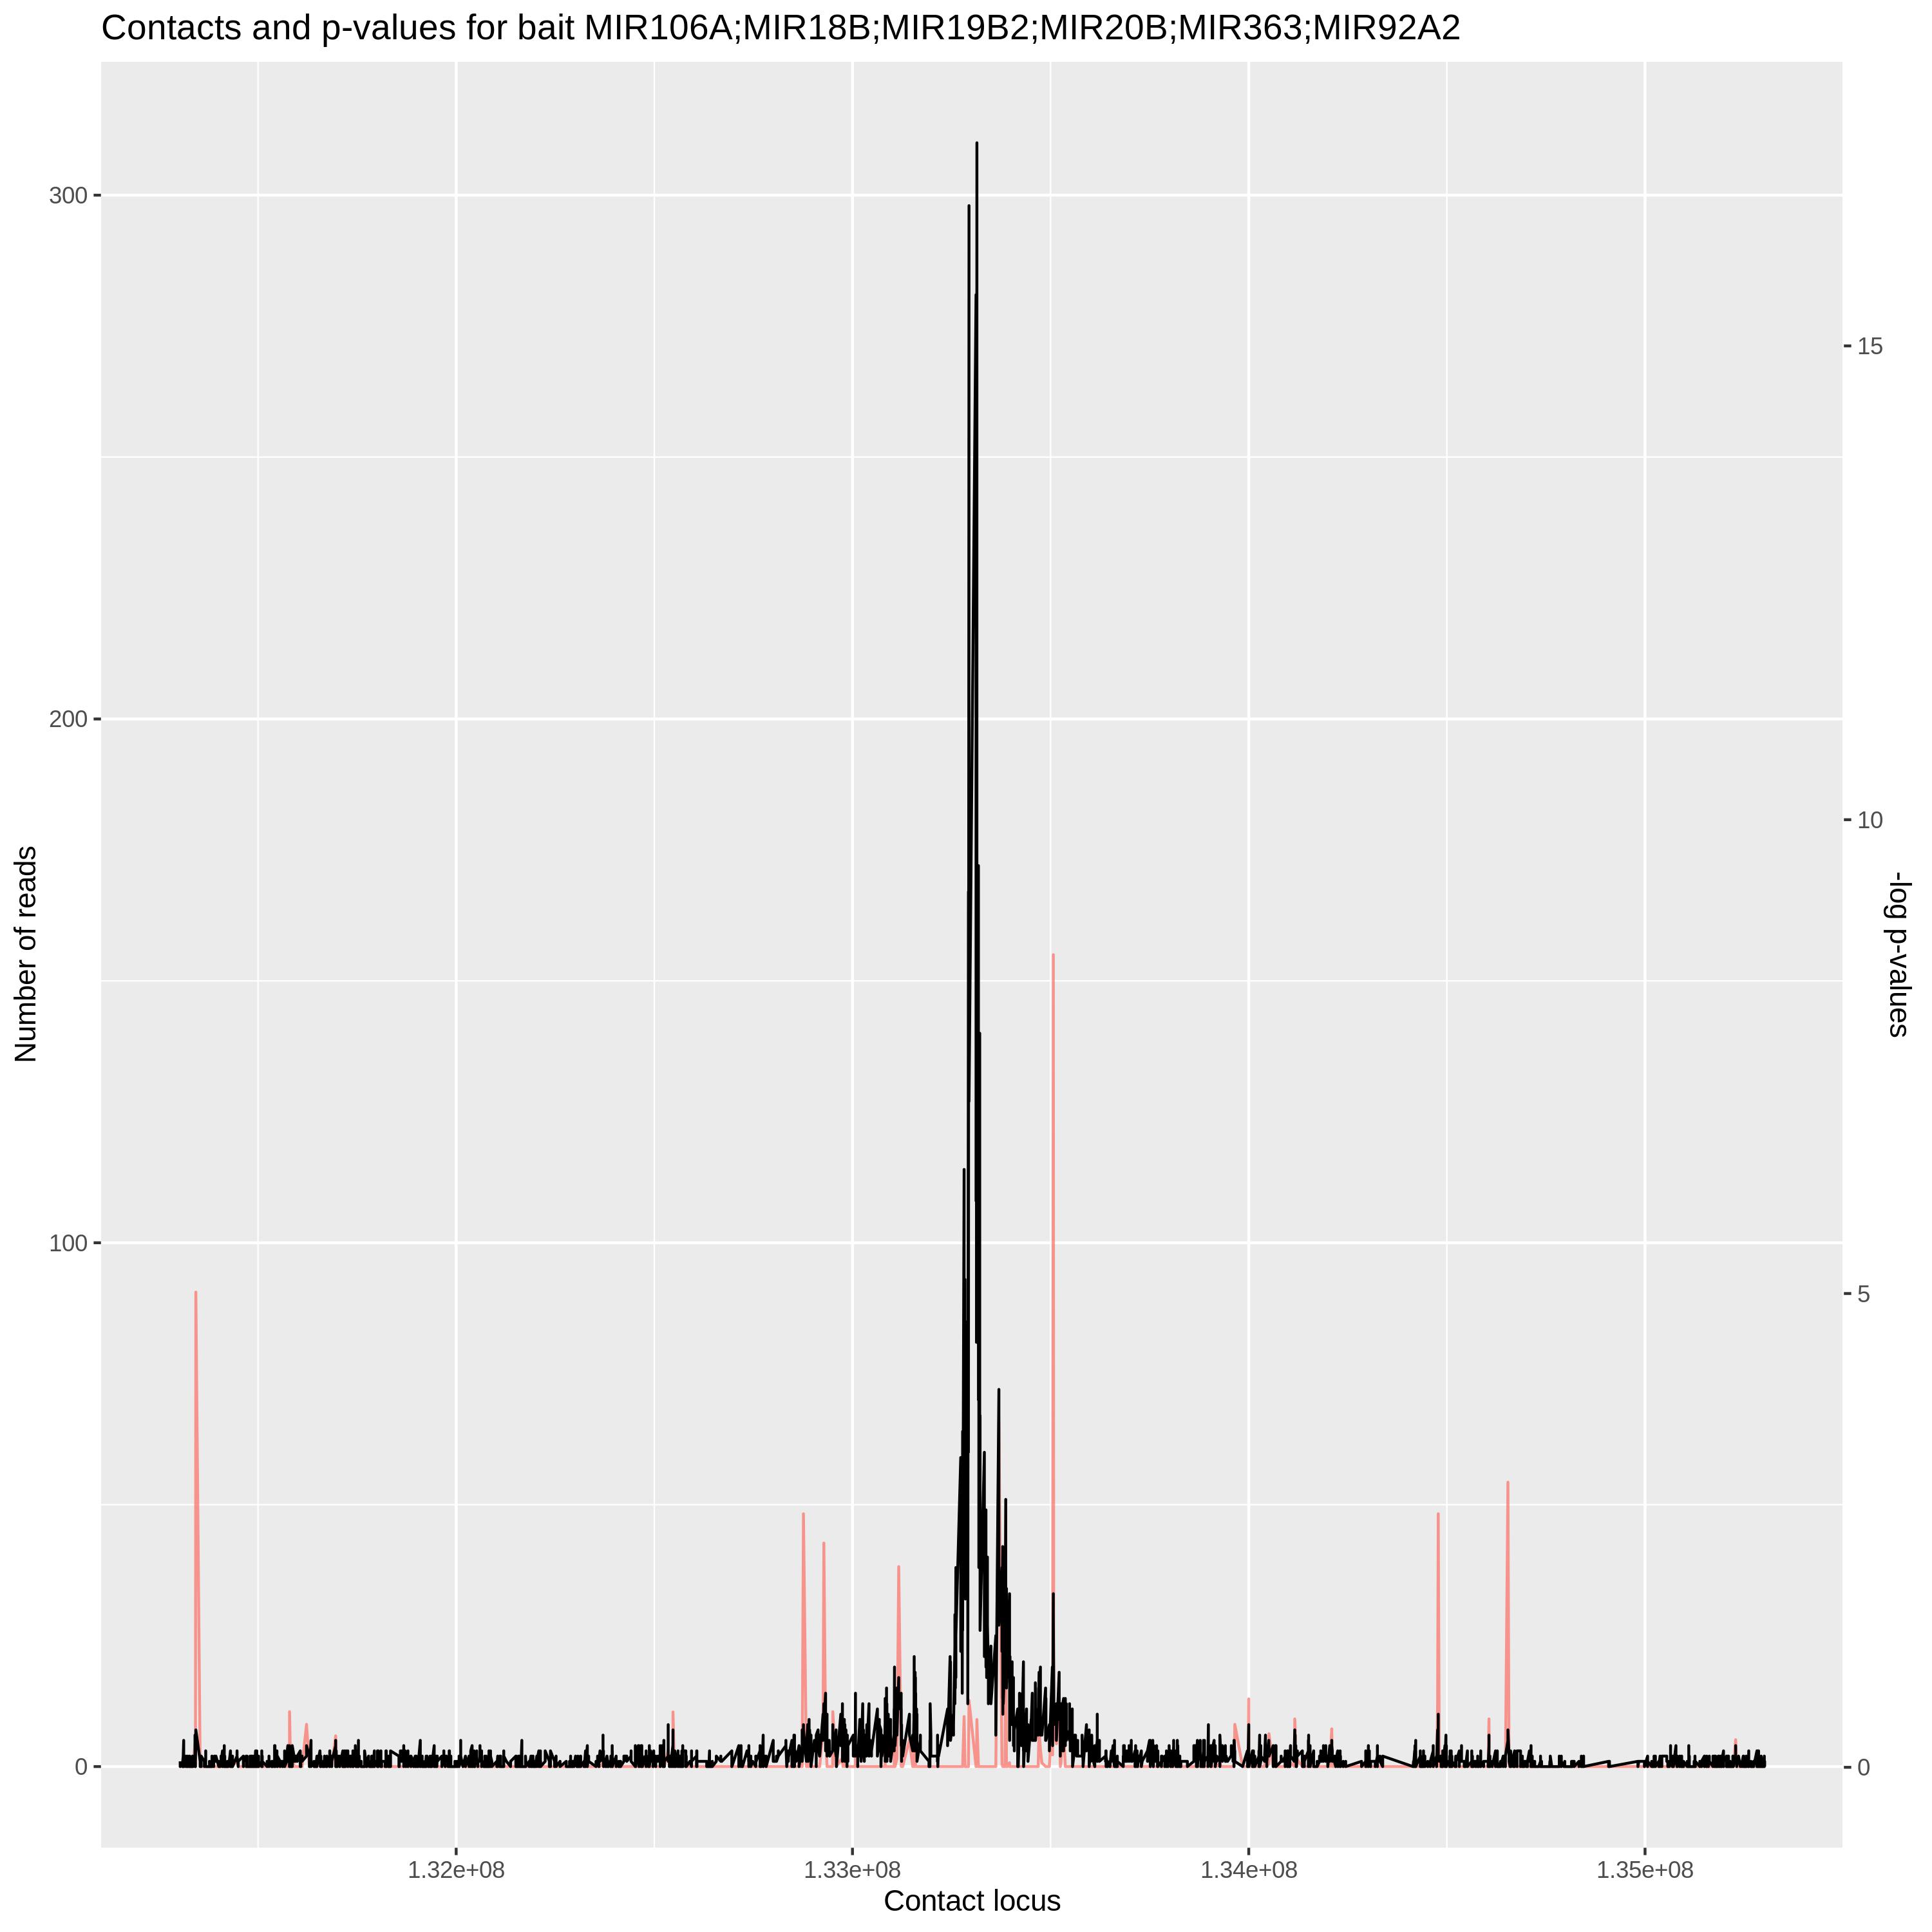 Contacts and p-values for bait MIR106A;MIR18B;MIR19B2;MIR20B;MIR363;MIR92A2
300
200
100
0
Number of reads
15
10
5
0
-log p-values
1.32e+08 1.33e+08 1.34e+08 1.35e+08
Contact locus